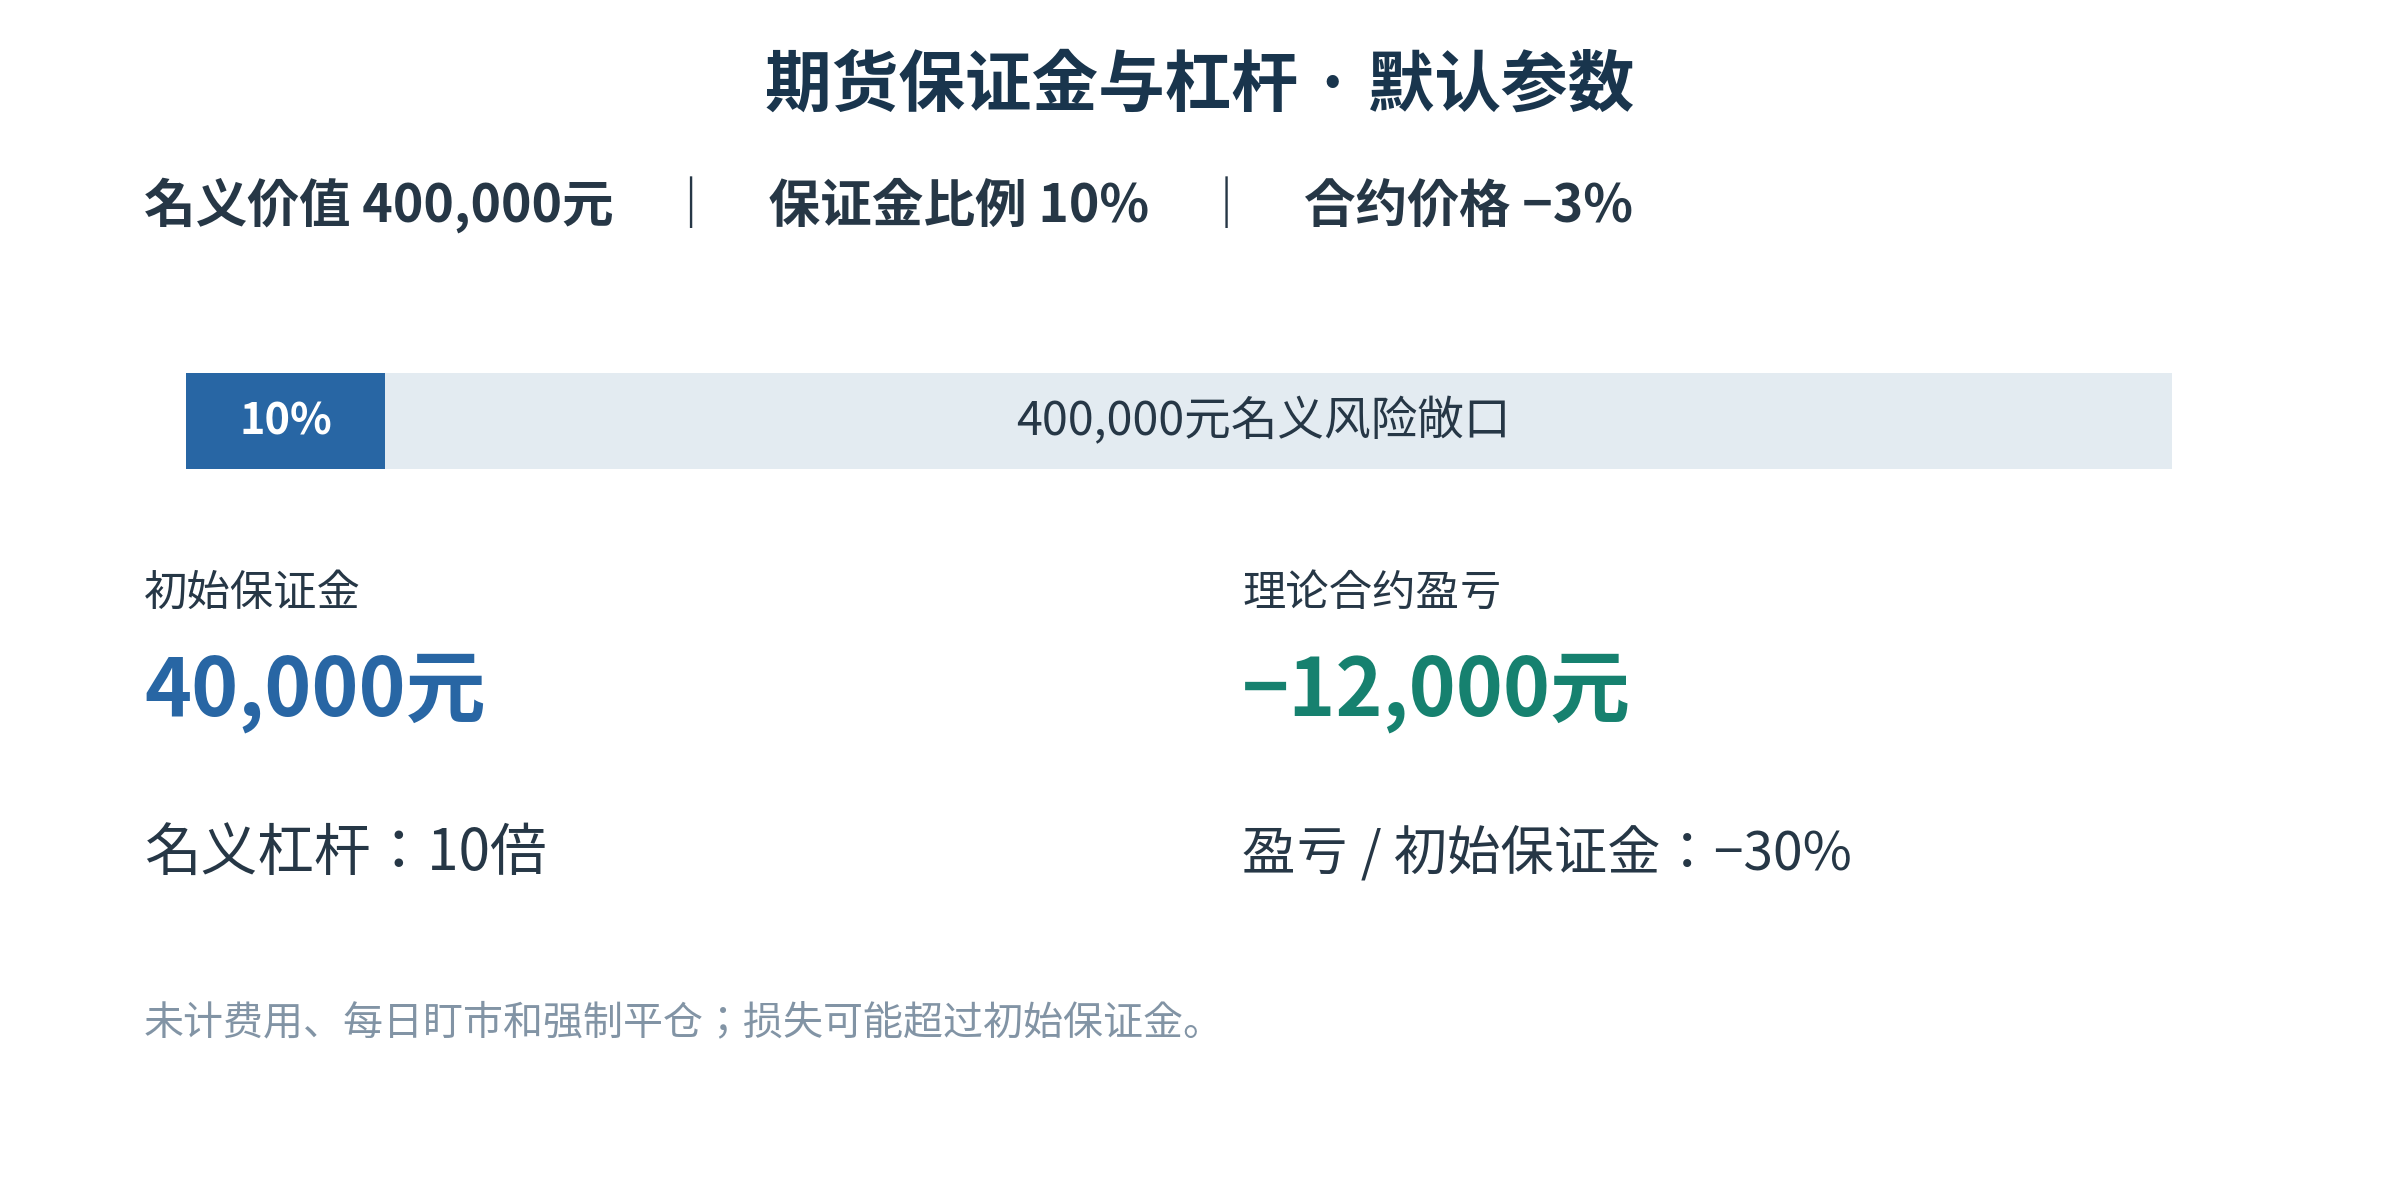 期货保证金与杠杆 · 默认参数
名义价值 400,000元 ｜ 保证金比例 10% ｜ 合约价格 −3%
10% 400,000元名义风险敞口
初始保证金 理论合约盈亏
40,000元 −12,000元
名义杠杆：10倍 盈亏 / 初始保证金：−30%
未计费用、每日盯市和强制平仓；损失可能超过初始保证金。